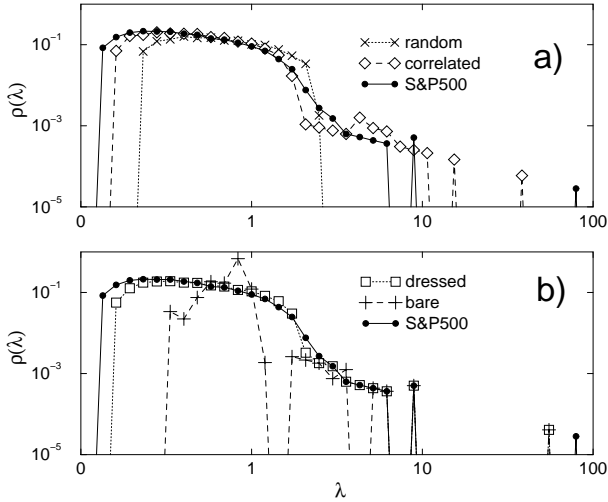 10⁻¹
10⁻³
10⁻⁵
ρ(λ)
random
correlated
S&P500
a)
0 1 10 100
10⁻¹
10⁻³
10⁻⁵
ρ(λ)
dressed
bare
S&P500
b)
0 1 10 100
λ